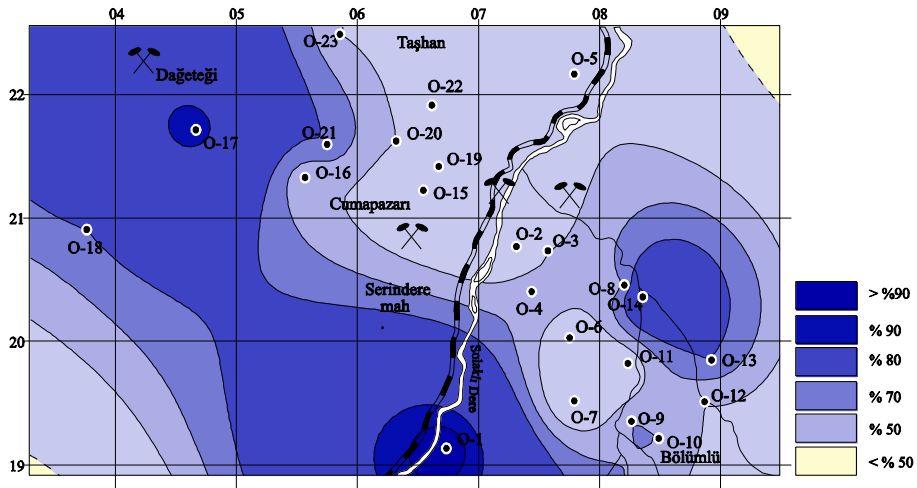 04 05 06 07 08 09
O-23
Taşhan
O-5
Dağeteği
22
O-22
O-17
O-21
O-20
O-19
O-16
O-15
Cumapazarı
21
O-18
O-2
O-3
Serindere
mah
O-4
O-8
O-14
> %90
% 90
20
O-6
O-11
O-13
% 80
Solaklı Dere
O-7
O-12
% 70
O-9
O-1
O-10
% 50
Bölümlü
19
< % 50